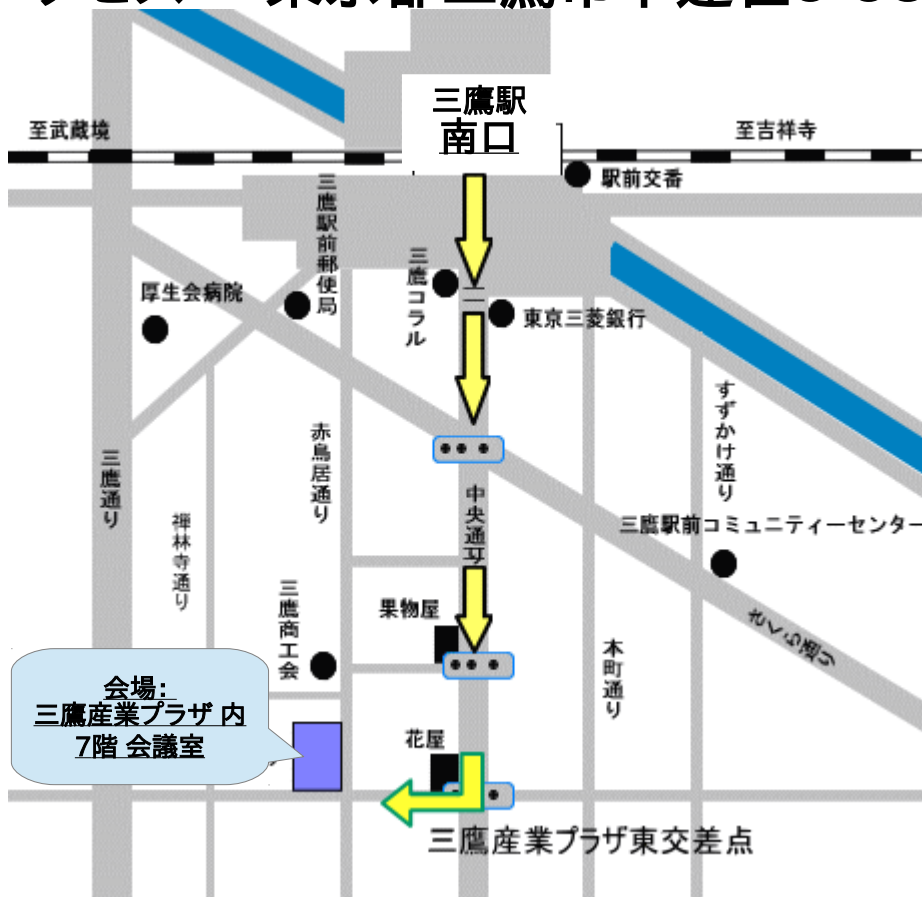 三鷹駅
南口
至武蔵境
至吉祥寺
駅前交番
三鷹駅前郵便局
三鷹コラル
厚生会病院
東京三菱銀行
すずかけ通り
赤鳥居通り
三鷹通り
中央通り
禅林寺通り
三鷹駅前コミュニティーセンター
三鷹商工会
果物屋
さくら通り
本町通り
会場:
三鷹産業プラザ 内
7階 会議室
花屋
三鷹産業プラザ東交差点